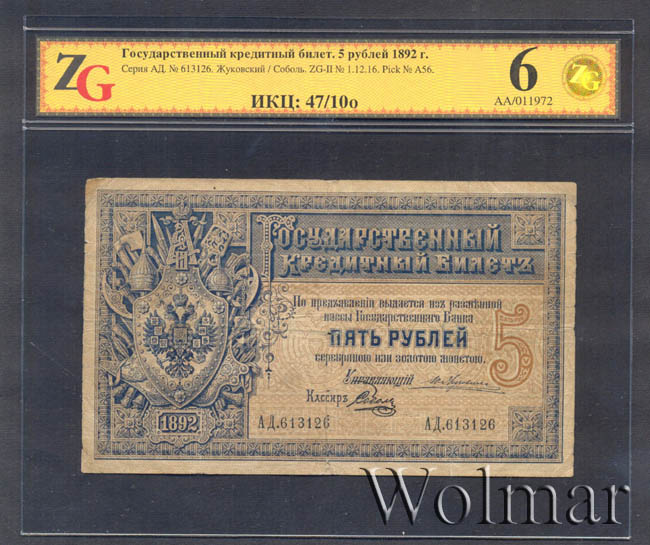 ZG
Государственный кредитный билет. 5 рублей 1892 г.
Серия АД. № 613126. Жуковский / Соболь. ZG-II № 1.12.16. Pick № A56.
ИКЦ: 47/10о
6
AA/011972
ZG
Государственный
Кредитный Билетъ
По предъявленіи выдается изъ размѣнной
кассы Государственнаго Банка
ПЯТЬ РУБЛЕЙ
серебряною или золотою монетою.
5
Управляющій
Кассиръ
1892
АД.613126
АД.613126
Wolmar